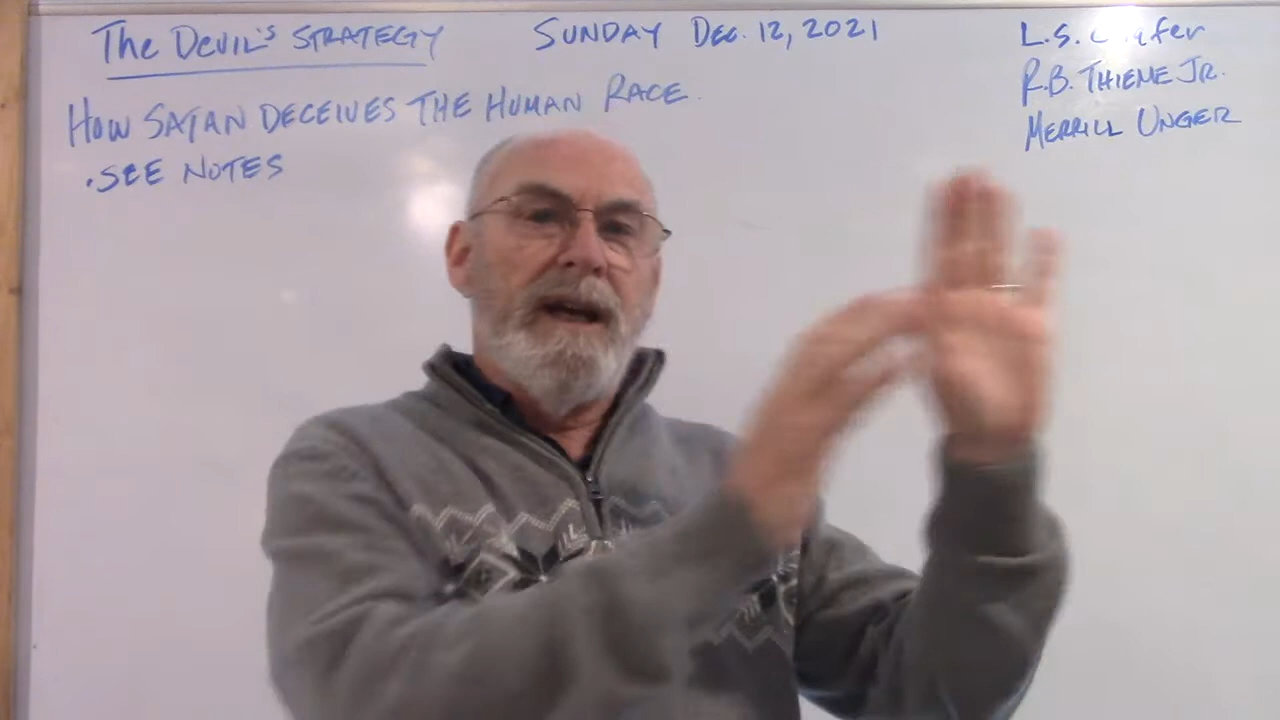 The Devil's Strategy
Sunday Dec. 12, 2021
How Satan Deceives The Human Race.
• See Notes
L.S.
R.B. Thieme Jr.
Merrill Unger